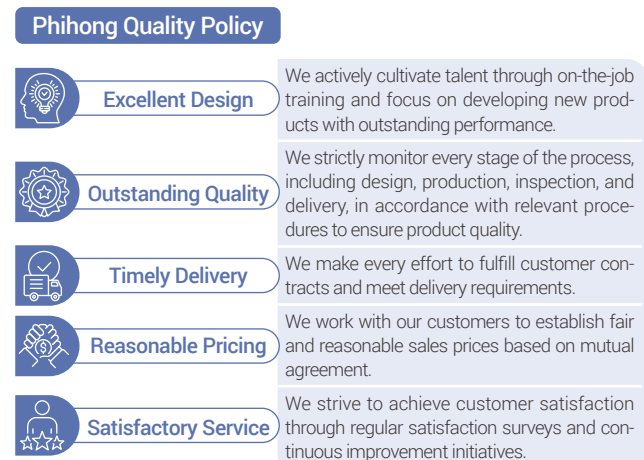 Phihong Quality Policy
Excellent Design
We actively cultivate talent through on-the-job
training and focus on developing new prod-
ucts with outstanding performance.
Outstanding Quality
We strictly monitor every stage of the process,
including design, production, inspection, and
delivery, in accordance with relevant proce-
dures to ensure product quality.
Timely Delivery
We make every effort to fulfill customer con-
tracts and meet delivery requirements.
Reasonable Pricing
We work with our customers to establish fair
and reasonable sales prices based on mutual
agreement.
Satisfactory Service
We strive to achieve customer satisfaction
through regular satisfaction surveys and con-
tinuous improvement initiatives.